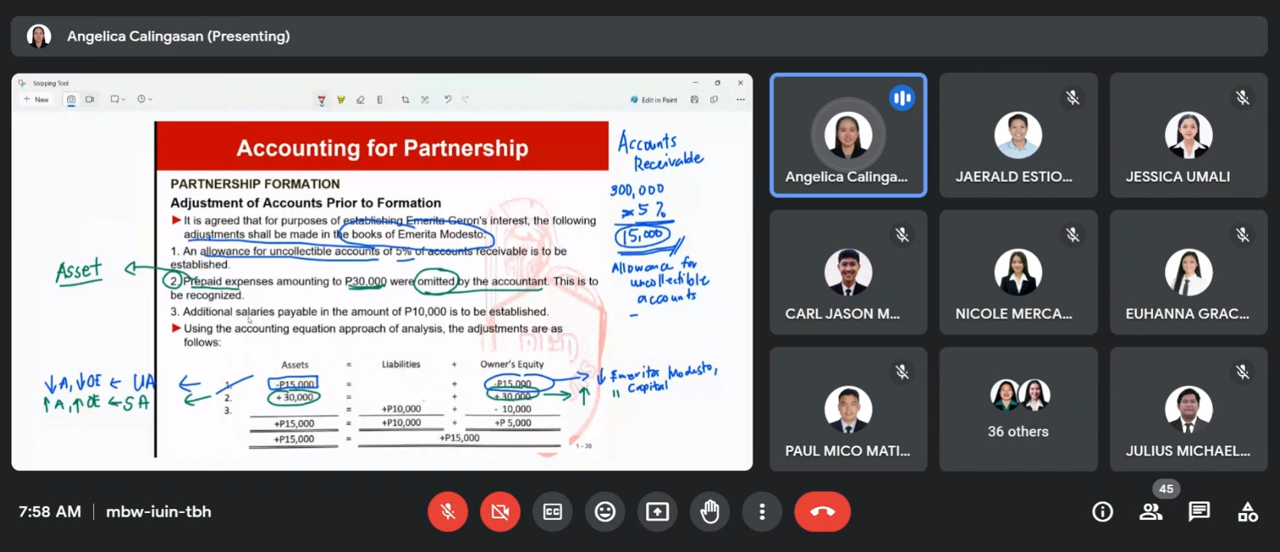 Angelica Calingasan (Presenting)
Snipping Tool
New
Edit in Paint
Accounting for Partnership
PARTNERSHIP FORMATION
Adjustment of Accounts Prior to Formation
It is agreed that for purposes of establishing Emerita Geron's interest, the following
adjustments shall be made in the books of Emerita Modesto:
1. An allowance for uncollectible accounts of 5% of accounts receivable is to be
established.
2. Prepaid expenses amounting to P30,000 were omitted by the accountant. This is to
be recognized.
3. Additional salaries payable in the amount of P10,000 is to be established.
Using the accounting equation approach of analysis, the adjustments are as
follows:
Assets = Liabilities + Owner's Equity
1. -P15,000 = + -P15,000
2. + 30,000 = + + 30,000
3. = +P10,000 + - 10,000
+P15,000 = +P10,000 + +P 5,000
+P15,000 = +P15,000
1 - 30
Asset
↓A, ↓OE ← UA
↑A, ↑OE ← SA
Accounts
Receivable
300,000
× 5%
15,000
Allowance for
uncollectible
accounts
↓ Emerita Modesto,
↑ " Capital
Angelica Calinga...
JAERALD ESTIO...
JESSICA UMALI
CARL JASON M...
NICOLE MERCA...
EUHANNA GRAC...
PAUL MICO MATI...
36 others
JULIUS MICHAEL...
7:58 AM | mbw-iuin-tbh
45